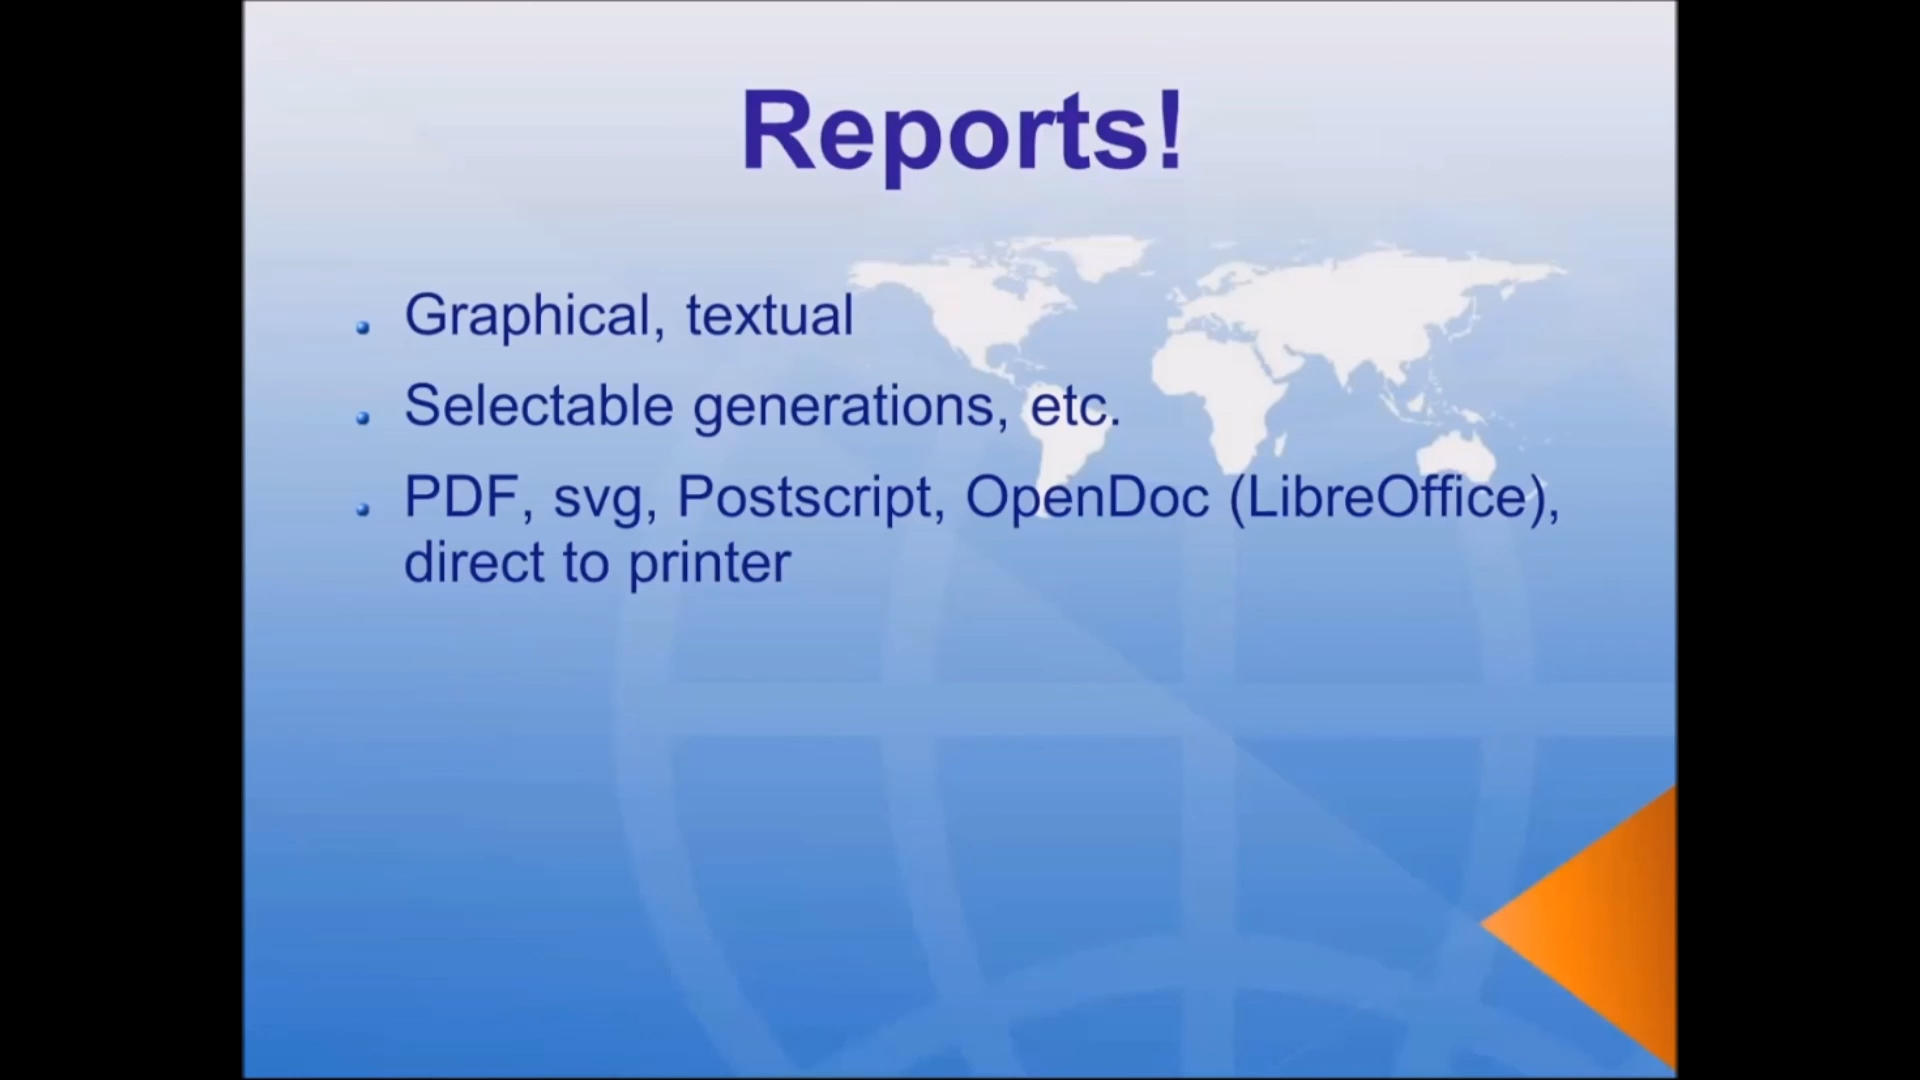 Reports!
Graphical, textual
Selectable generations, etc.
PDF, svg, Postscript, OpenDoc (LibreOffice),
direct to printer